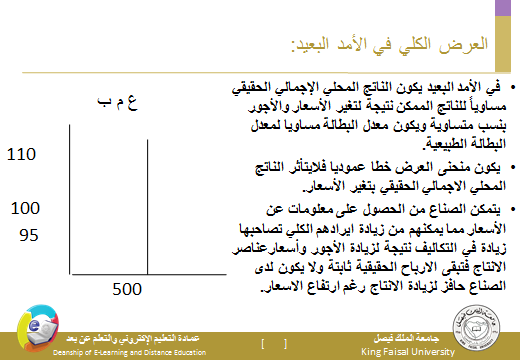 العرض الكلي في الأمد البعيد:
• في الأمد البعيد يكون الناتج المحلي الإجمالي الحقيقي
مساوياً للناتج الممكن نتيجة لتغير الأسعار والأجور
بنسب متساوية ويكون معدل البطالة مساويا لمعدل
البطالة الطبيعية.
• يكون منحنى العرض خطا عموديا فلايتأثر الناتج
المحلي الاجمالي الحقيقي بتغير الأسعار.
• يتمكن الصناع من الحصول على معلومات عن
الأسعار مما يمكنهم من زيادة ايرادهم الكلي تصاحبها
زيادة في التكاليف نتيجة لزيادة الأجور وأسعارعناصر
الانتاج فتبقى الارباح الحقيقية ثابتة ولا يكون لدى
الصناع حافز لزيادة الانتاج رغم ارتفاع الاسعار.
ع م ب
110
100
95
500
جامعة الملك فيصل
King Faisal University
[ ]
عمادة التعليم الإلكتروني والتعلم عن بعد
Deanship of E-Learning and Distance Education